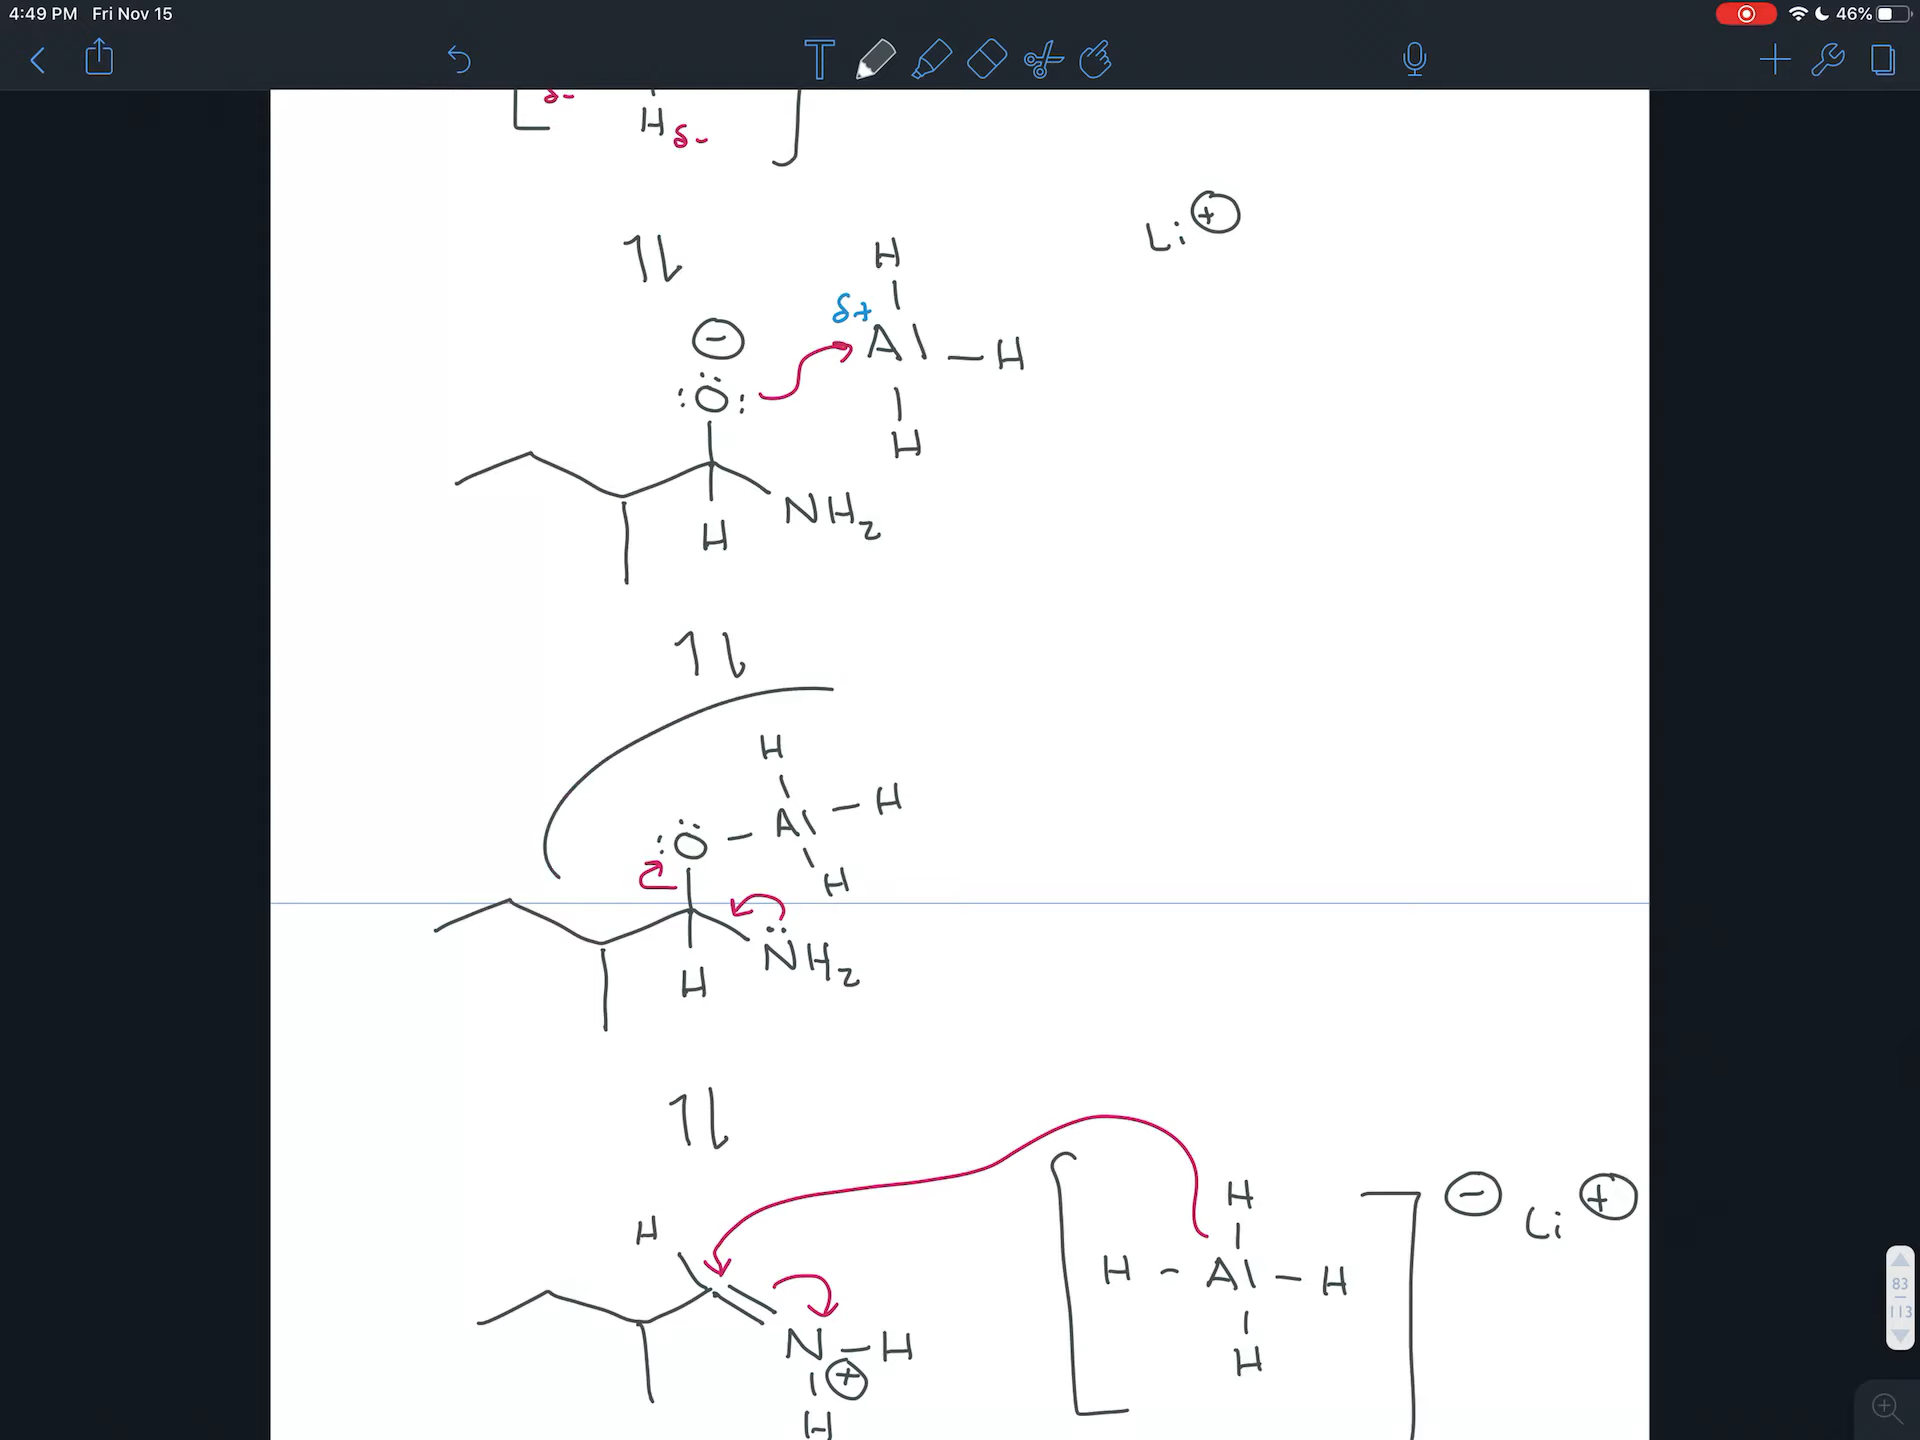 4:49 PM Fri Nov 15
46%
δ-
H
δ-
Li +
H
δ+
Al - H
-
:Ö:
H
NH2
H
H
:Ö - Al - H
H
NH2
H
H
H
- Li +
H - Al - H
H
N - H
+
H
83
113